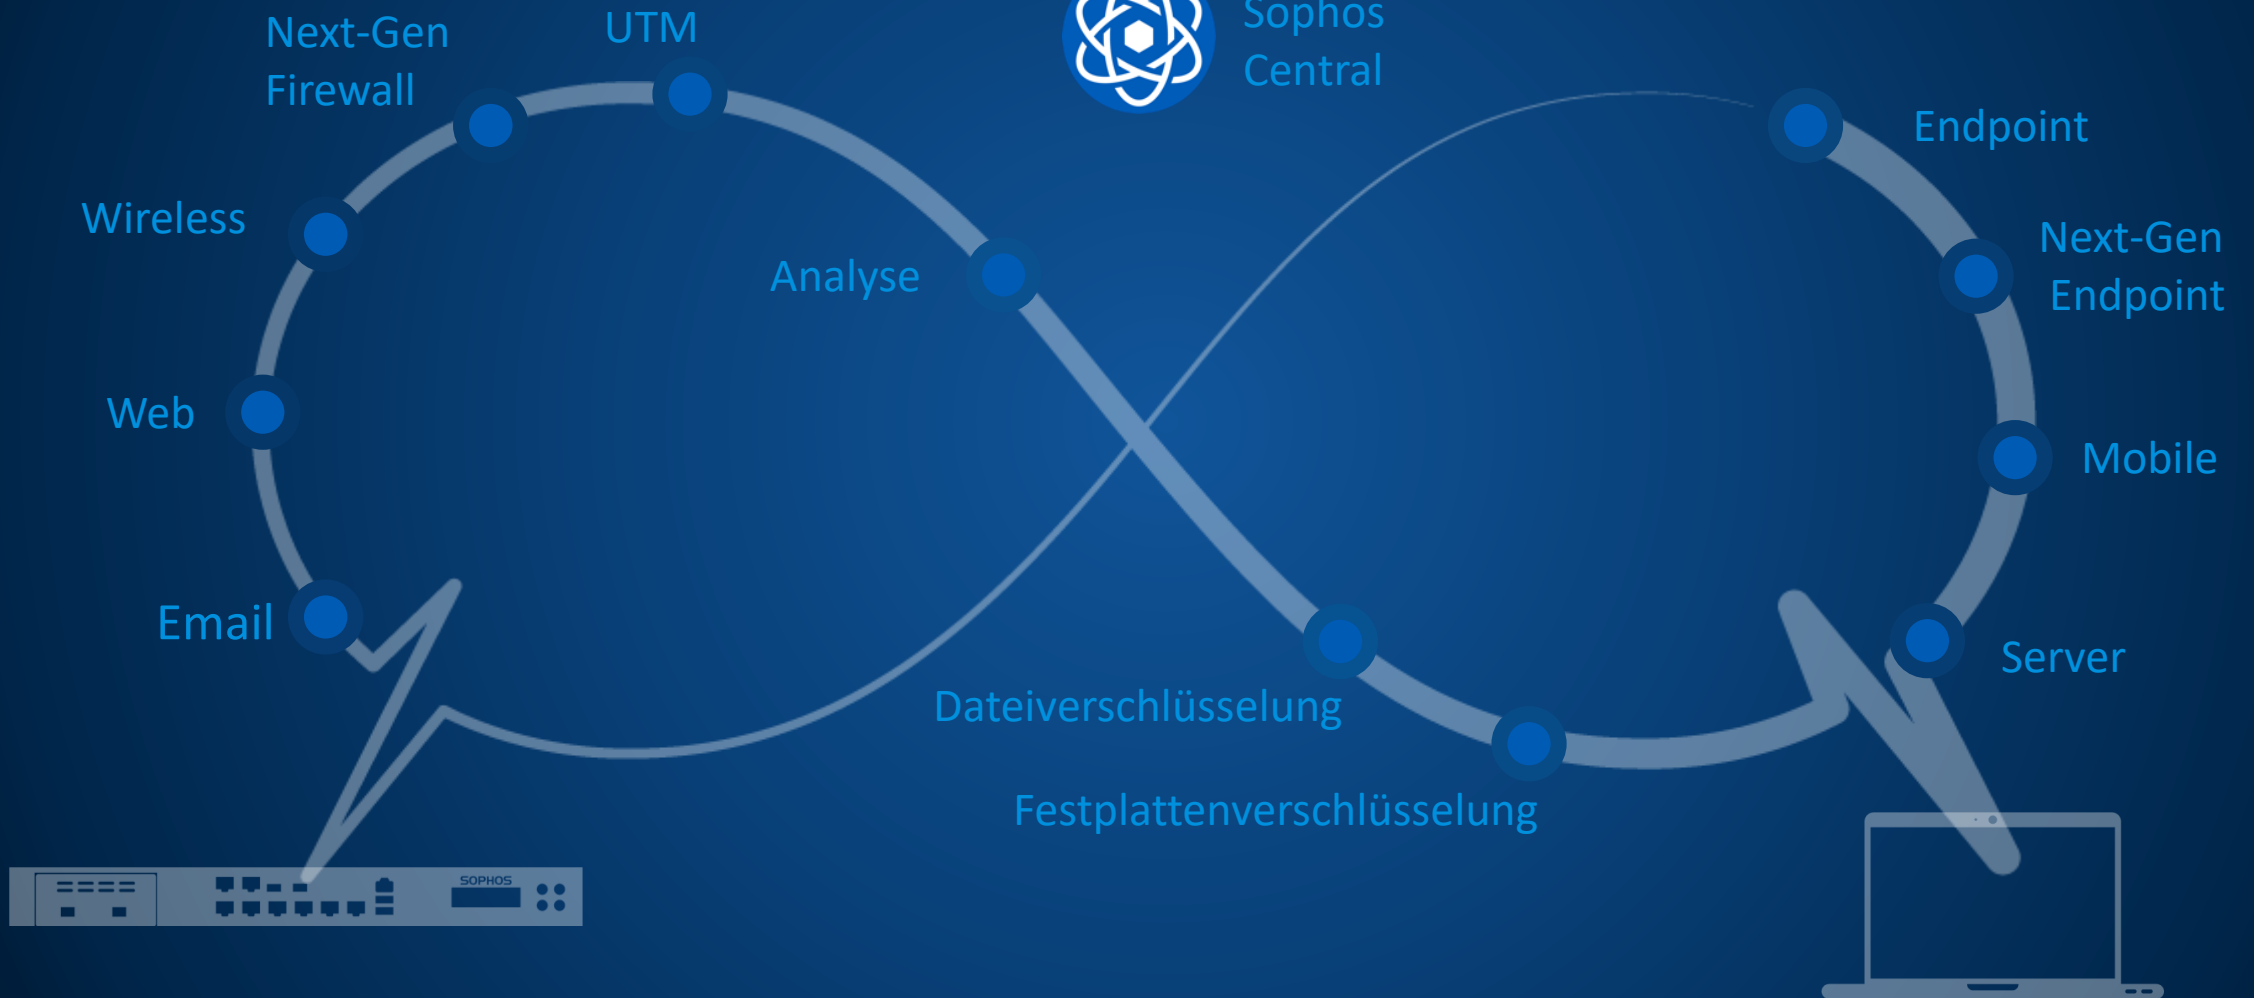 Next-Gen
Firewall
UTM
Sophos
Central
Endpoint
Wireless
Analyse
Next-Gen
Endpoint
Web
Mobile
Email
Server
Dateiverschlüsselung
Festplattenverschlüsselung
SOPHOS